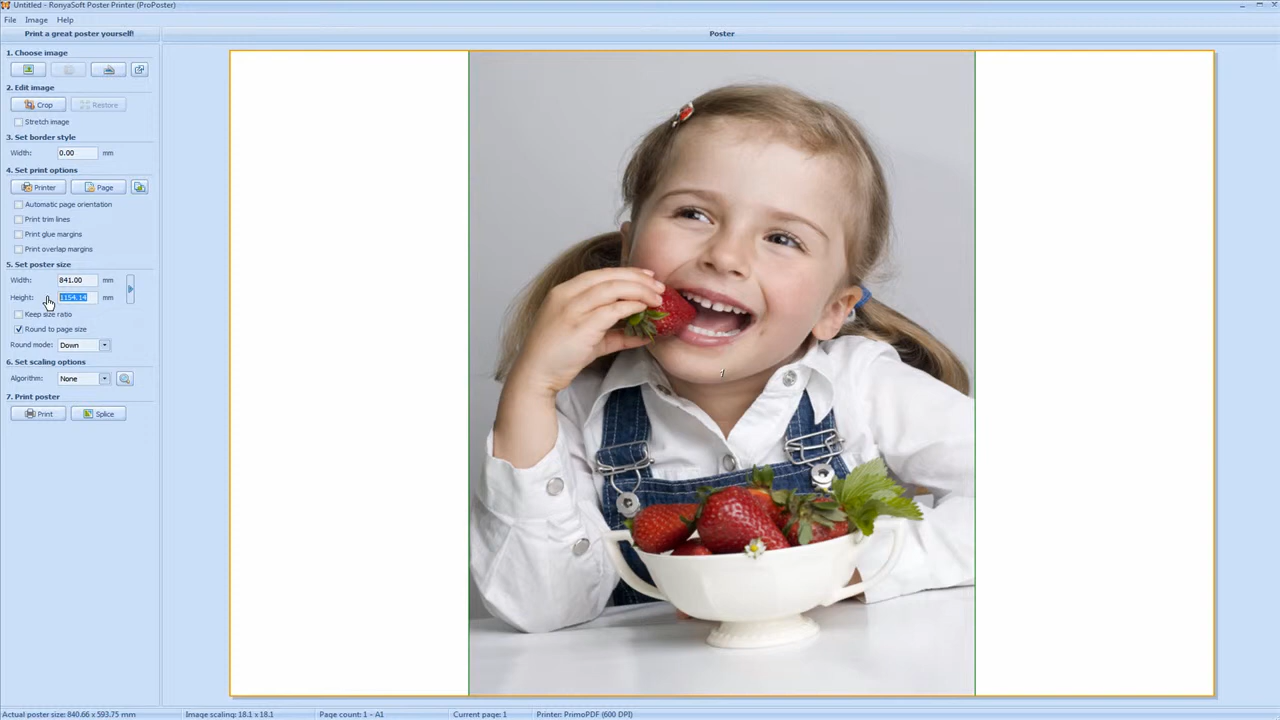 Untitled - RonyaSoft Poster Printer (ProPoster)
File Image Help
Print a great poster yourself!
Poster
1. Choose image
2. Edit image
Crop Restore
Stretch image
3. Set border style
Width: 0.00 mm
4. Set print options
Printer Page
Automatic page orientation
Print trim lines
Print glue margins
Print overlap margins
5. Set poster size
Width: 841.00 mm
Height: 1154.14 mm
Keep size ratio
Round to page size
Round mode: Down
6. Set scaling options
Algorithm: None
7. Print poster
Print Splice
1
Actual poster size: 840.66 x 593.75 mm Image scaling: 18.1 x 18.1 Page count: 1 - A1 Current page: 1 Printer: PrimoPDF (600 DPI)